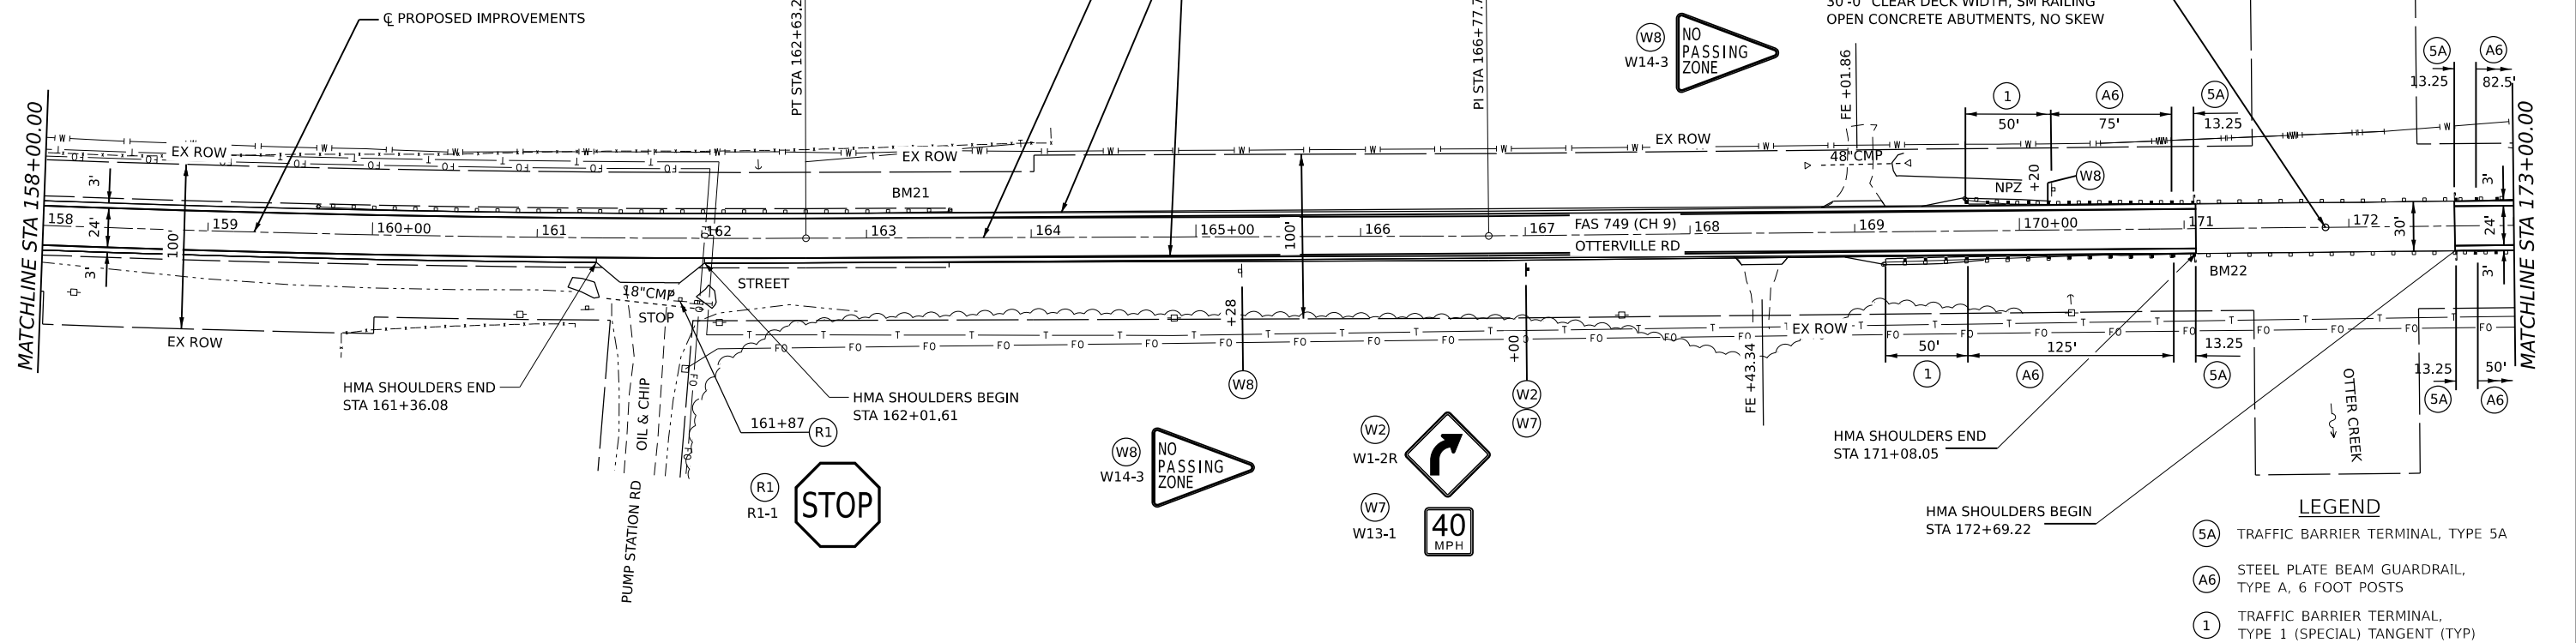 ℄ PROPOSED IMPROVEMENTS
PT STA 162+63.2
PI STA 166+77.7
30'-0" CLEAR DECK WIDTH, SM RAILING
OPEN CONCRETE ABUTMENTS, NO SKEW
W8
W14-3
NO
PASSING
ZONE
FE +01.86
1
50'
A6
75'
5A
13.25
5A
13.25
A6
82.5'
MATCHLINE STA 158+00.00
EX ROW
EX ROW
EX ROW
48"CMP
NPZ
+20
W8
BM21
3'
24'
3'
100'
158
159
160+00
161
162
163
164
165+00
100'
166
167
FAS 749 (CH 9)
OTTERVILLE RD
168
169
170+00
171
172
30'
3'
24'
3'
MATCHLINE STA 173+00.00
BM22
STREET
18"CMP
STOP
EX ROW
EX ROW
+28
W8
+00
W2
W7
FE +43.34
50'
125'
13.25
1
A6
5A
13.25
50'
5A
A6
HMA SHOULDERS END
STA 161+36.08
HMA SHOULDERS BEGIN
STA 162+01.61
161+87
R1
OIL & CHIP
PUMP STATION RD
R1
R1-1
STOP
W8
W14-3
NO
PASSING
ZONE
W2
W1-2R
W7
W13-1
40
MPH
HMA SHOULDERS END
STA 171+08.05
OTTER CREEK
HMA SHOULDERS BEGIN
STA 172+69.22
LEGEND
5A TRAFFIC BARRIER TERMINAL, TYPE 5A
A6 STEEL PLATE BEAM GUARDRAIL,
TYPE A, 6 FOOT POSTS
1 TRAFFIC BARRIER TERMINAL,
TYPE 1 (SPECIAL) TANGENT (TYP)